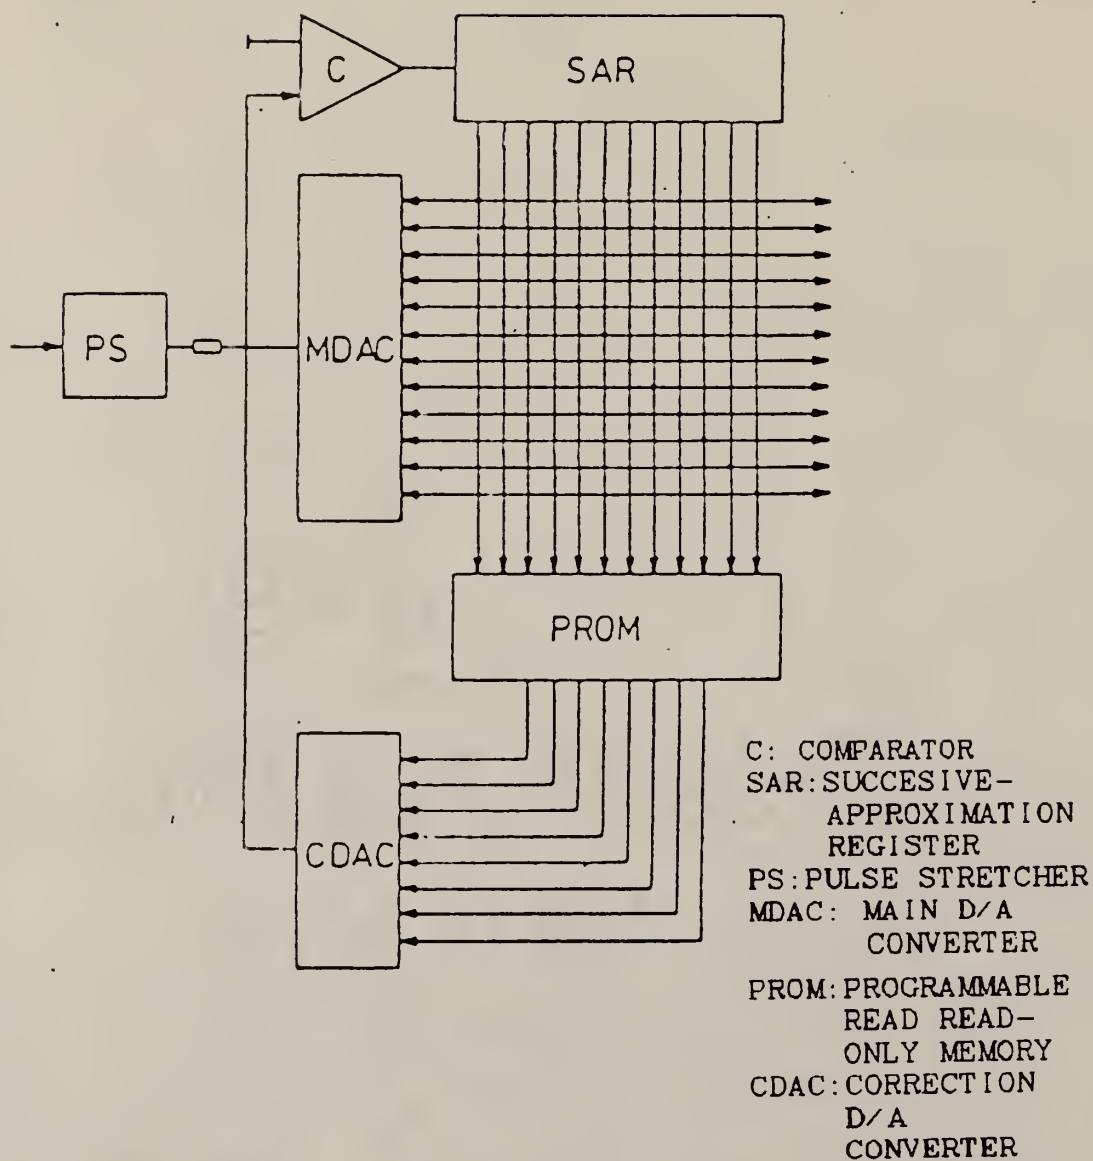 C
SAR
PS
MDAC
PROM
CDAC
C: COMPARATOR
SAR:SUCCESIVE-
APPROXIMATION
REGISTER
PS:PULSE STRETCHER
MDAC: MAIN D/A
CONVERTER
PROM:PROGRAMMABLE
READ READ-
ONLY MEMORY
CDAC:CORRECTION
D/A
CONVERTER